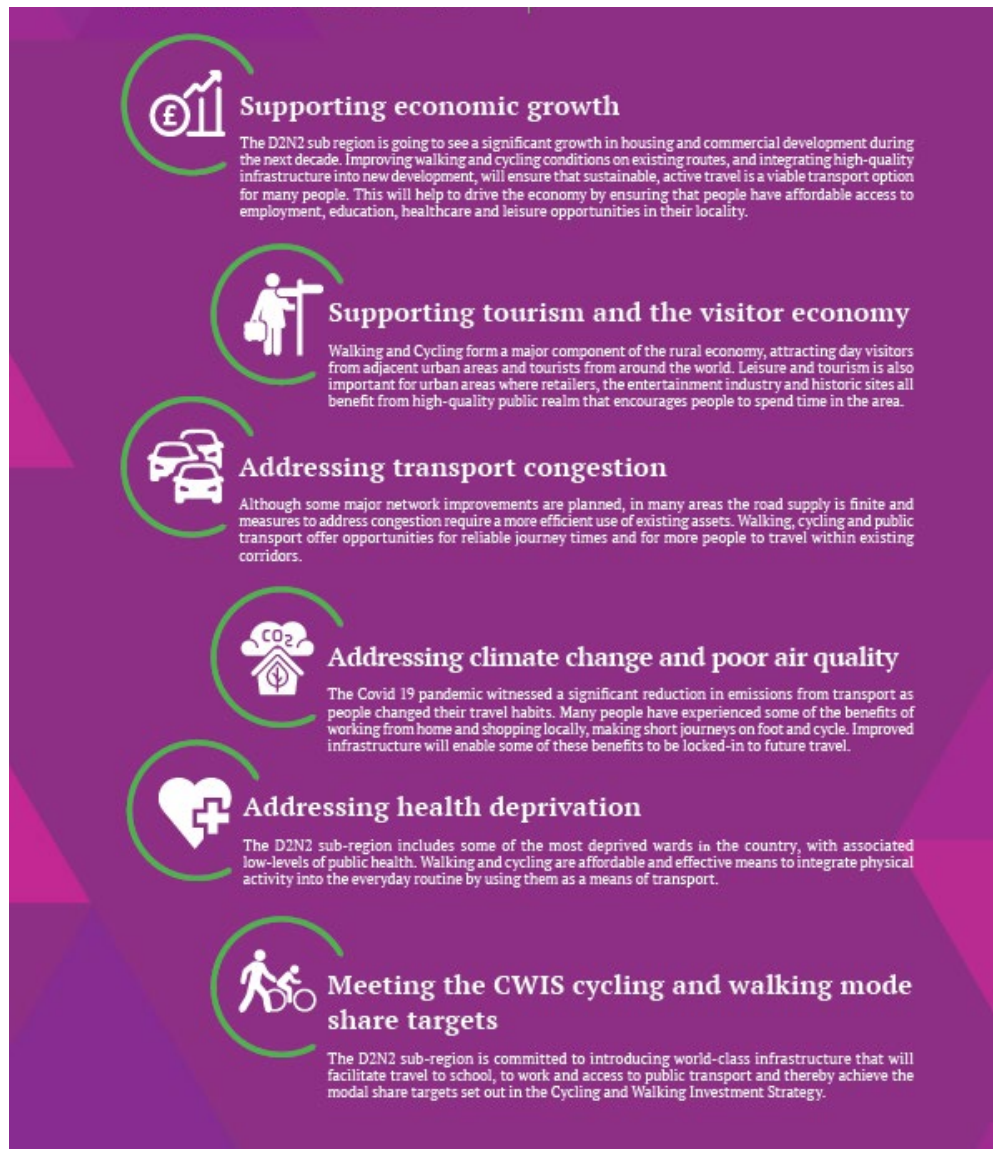 £
Supporting economic growth
The D2N2 sub region is going to see a significant growth in housing and commercial development during
the next decade. Improving walking and cycling conditions on existing routes, and integrating high-quality
infrastructure into new development, will ensure that sustainable, active travel is a viable transport option
for many people. This will help to drive the economy by ensuring that people have affordable access to
employment, education, healthcare and leisure opportunities in their locality.
Supporting tourism and the visitor economy
Walking and Cycling form a major component of the rural economy, attracting day visitors
from adjacent urban areas and tourists from around the world. Leisure and tourism is also
important for urban areas where retailers, the entertainment industry and historic sites all
benefit from high-quality public realm that encourages people to spend time in the area.
Addressing transport congestion
Although some major network improvements are planned, in many areas the road supply is finite and
measures to address congestion require a more efficient use of existing assets. Walking, cycling and public
transport offer opportunities for reliable journey times and for more people to travel within existing
corridors.
CO2
Addressing climate change and poor air quality
The Covid 19 pandemic witnessed a significant reduction in emissions from transport as
people changed their travel habits. Many people have experienced some of the benefits of
working from home and shopping locally, making short journeys on foot and cycle. Improved
infrastructure will enable some of these benefits to be locked-in to future travel.
Addressing health deprivation
The D2N2 sub-region includes some of the most deprived wards in the country, with associated
low-levels of public health. Walking and cycling are affordable and effective means to integrate physical
activity into the everyday routine by using them as a means of transport.
Meeting the CWIS cycling and walking mode
share targets
The D2N2 sub-region is committed to introducing world-class infrastructure that will
facilitate travel to school, to work and access to public transport and thereby achieve the
modal share targets set out in the Cycling and Walking Investment Strategy.